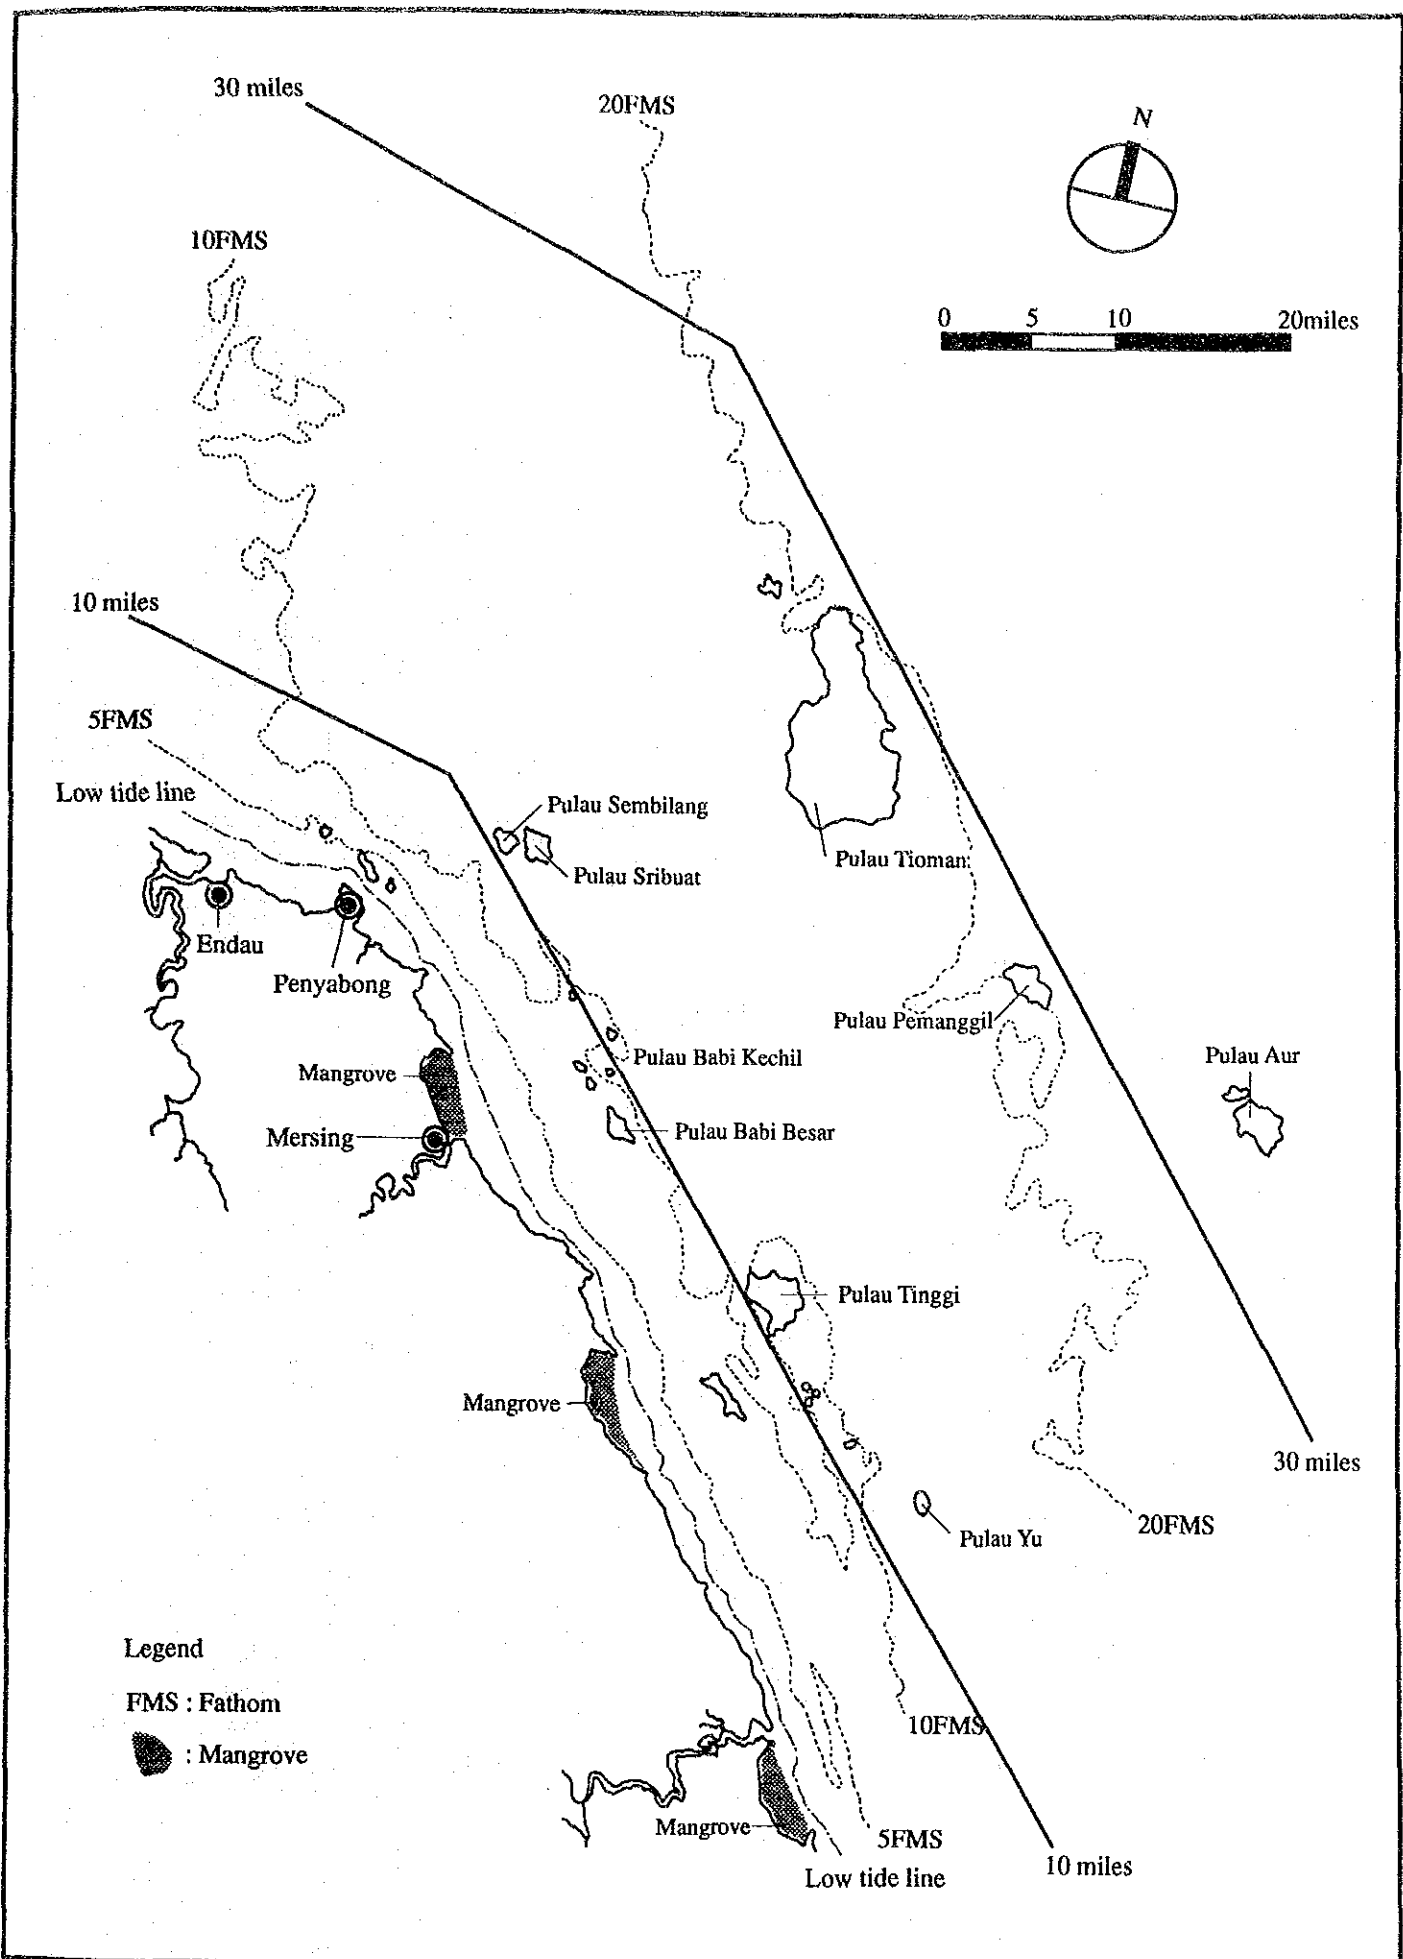 30 miles
20FMS
N
10FMS
0 5 10 20miles
10 miles
5FMS
Low tide line
Pulau Sembilang
Pulau Sribuat
Pulau Tioman
Endau
Penyabong
Pulau Pemanggil
Pulau Aur
Mangrove
Pulau Babi Kechil
Mersing
Pulau Babi Besar
Pulau Tinggi
Mangrove
30 miles
20FMS
Pulau Yu
Legend
FMS : Fathom
: Mangrove
10FMS
Mangrove
5FMS
10 miles
Low tide line